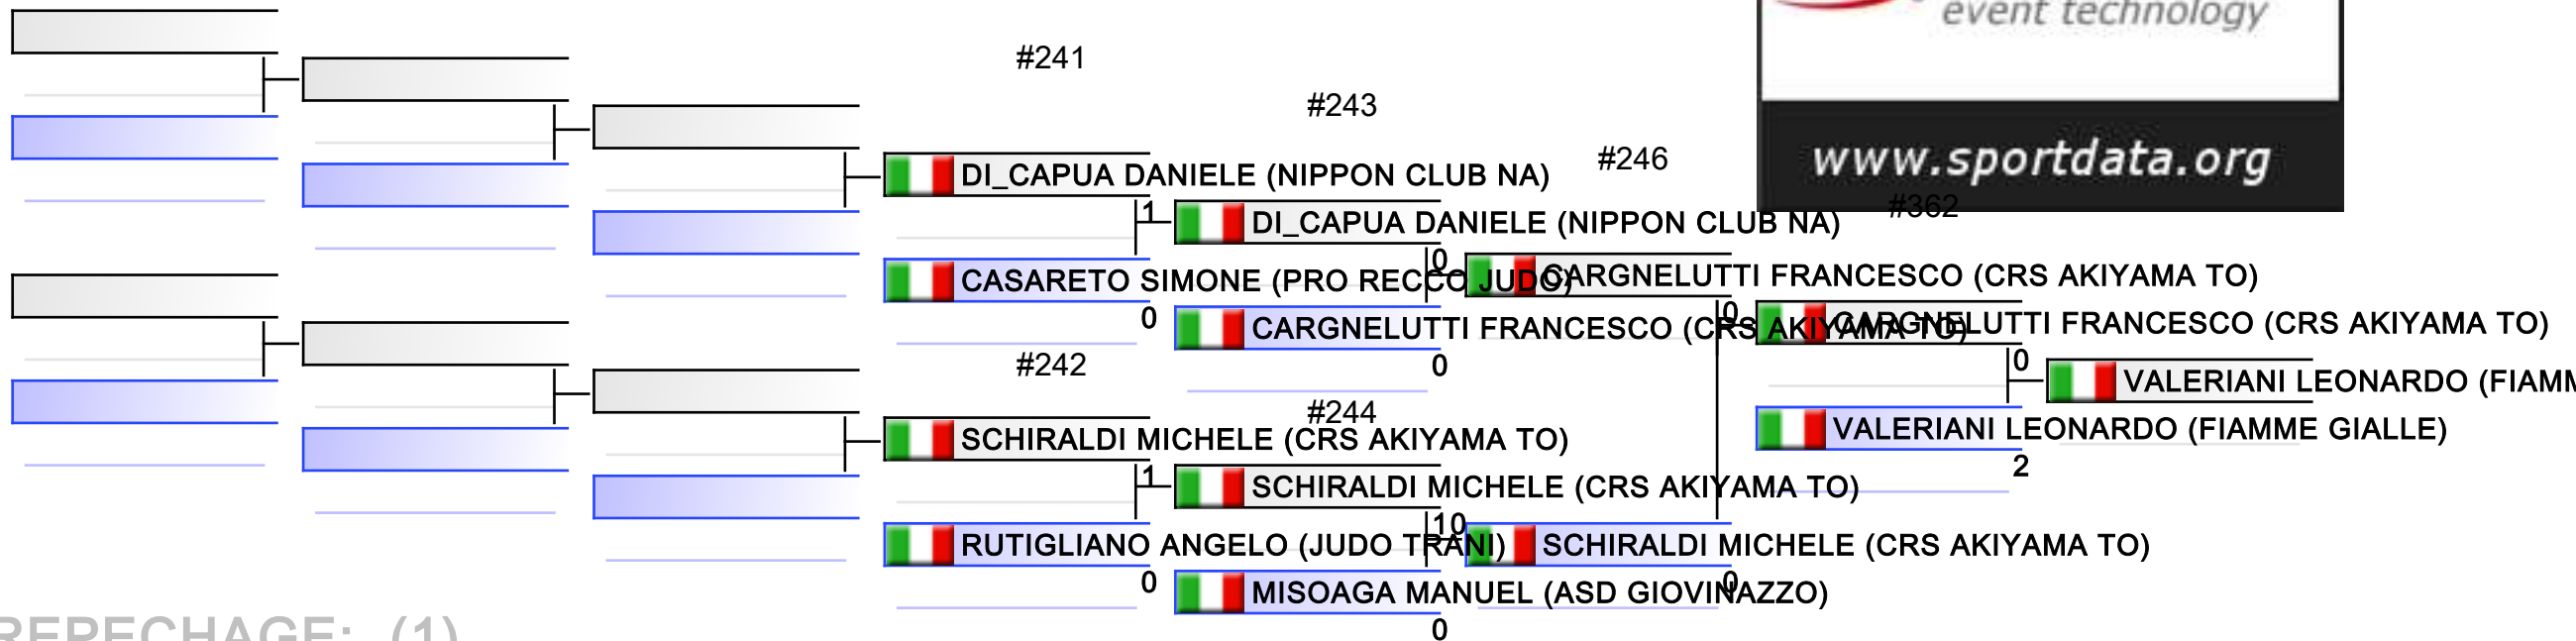 event technology
www.sportdata.org
#241
#243
#246
#362
DI_CAPUA DANIELE (NIPPON CLUB NA)
1
DI_CAPUA DANIELE (NIPPON CLUB NA)
0
CASARETO SIMONE (PRO RECCO JUDO)
0
CARGNELUTTI FRANCESCO (CRS AKIYAMA TO)
0
CARGNELUTTI FRANCESCO (CRS AKIYAMA TO)
0
CARGNELUTTI FRANCESCO (CRS AKIYAMA TO)
0
VALERIANI LEONARDO (FIAMM
VALERIANI LEONARDO (FIAMME GIALLE)
2
#242
#244
SCHIRALDI MICHELE (CRS AKIYAMA TO)
1
SCHIRALDI MICHELE (CRS AKIYAMA TO)
10
RUTIGLIANO ANGELO (JUDO TRANI)
0
SCHIRALDI MICHELE (CRS AKIYAMA TO)
0
MISOAGA MANUEL (ASD GIOVINAZZO)
0
REPECHAGE: (1)